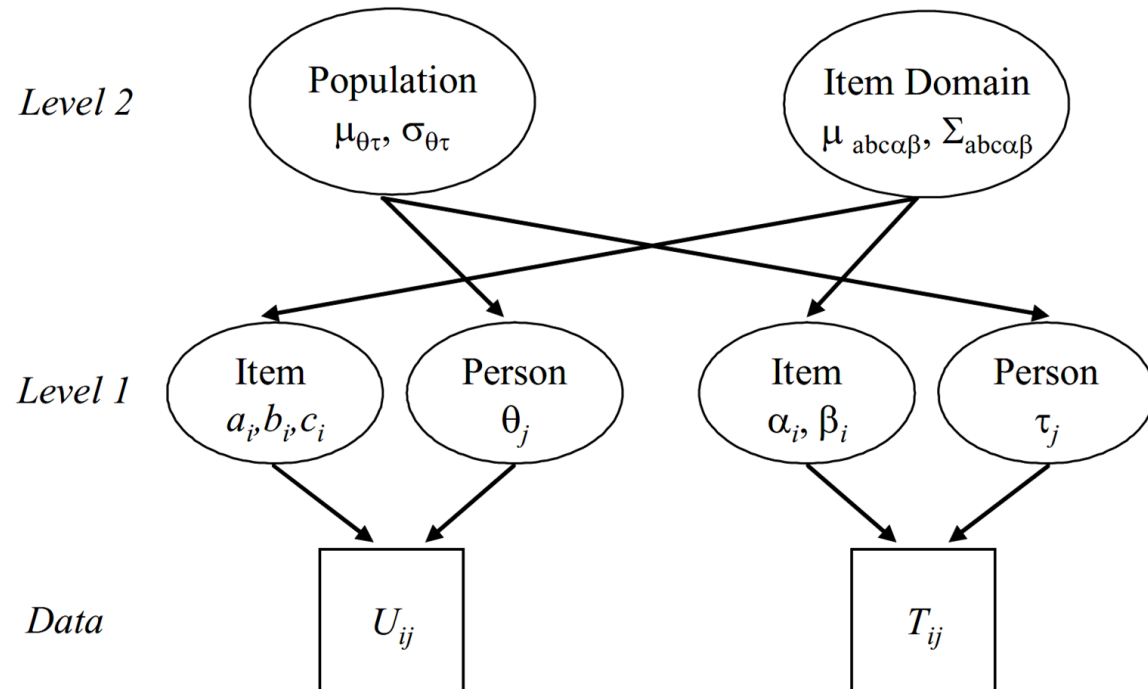 Level 2
Population
μθτ, σθτ
Item Domain
μ abcαβ, Σabcαβ
Level 1
Item
ai,bi,ci
Person
θj
Item
αi, βi
Person
τj
Data
Uij
Tij